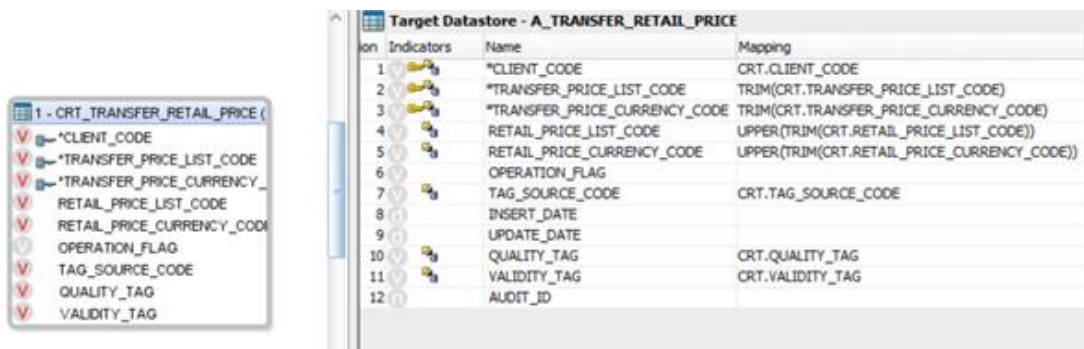 1 - CRT_TRANSFER_RETAIL_PRICE (
V *CLIENT_CODE
V *TRANSFER_PRICE_LIST_CODE
V *TRANSFER_PRICE_CURRENCY_
V RETAIL_PRICE_LIST_CODE
V RETAIL_PRICE_CURRENCY_CODI
V OPERATION_FLAG
V TAG_SOURCE_CODE
V QUALITY_TAG
V VALIDITY_TAG
Target Datastore - A_TRANSFER_RETAIL_PRICE
ion Indicators Name Mapping
1 *CLIENT_CODE CRT.CLIENT_CODE
2 *TRANSFER_PRICE_LIST_CODE TRIM(CRT.TRANSFER_PRICE_LIST_CODE)
3 *TRANSFER_PRICE_CURRENCY_CODE TRIM(CRT.TRANSFER_PRICE_CURRENCY_CODE)
4 RETAIL_PRICE_LIST_CODE UPPER(TRIM(CRT.RETAIL_PRICE_LIST_CODE))
5 RETAIL_PRICE_CURRENCY_CODE UPPER(TRIM(CRT.RETAIL_PRICE_CURRENCY_CODE))
6 OPERATION_FLAG
7 TAG_SOURCE_CODE CRT.TAG_SOURCE_CODE
8 INSERT_DATE
9 UPDATE_DATE
10 QUALITY_TAG CRT.QUALITY_TAG
11 VALIDITY_TAG CRT.VALIDITY_TAG
12 AUDIT_ID